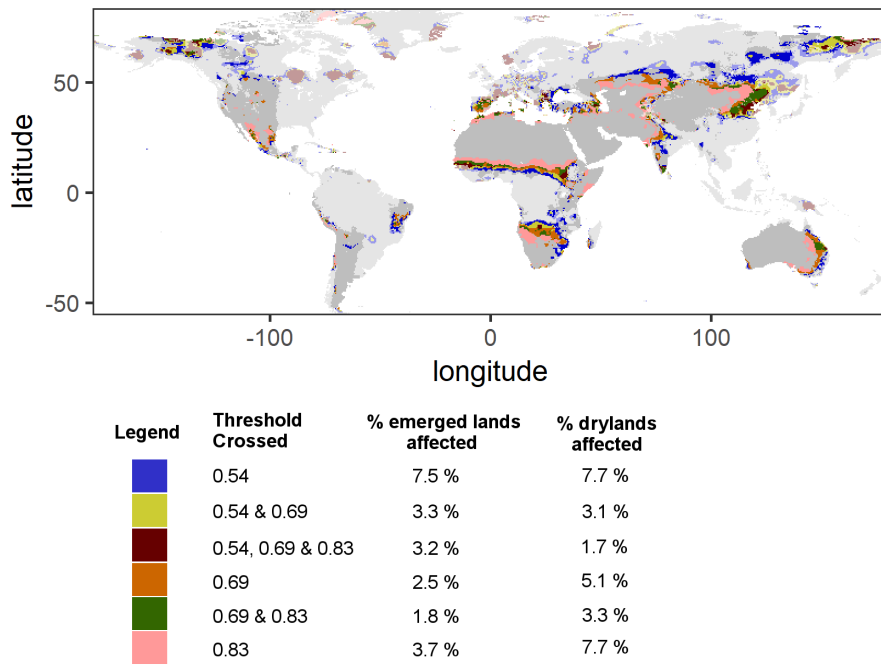 50
0
-50
latitude
-100
0
100
longitude
Legend
Threshold Crossed
% emerged lands affected
% drylands affected
0.54 7.5 % 7.7 %
0.54 & 0.69 3.3 % 3.1 %
0.54, 0.69 & 0.83 3.2 % 1.7 %
0.69 2.5 % 5.1 %
0.69 & 0.83 1.8 % 3.3 %
0.83 3.7 % 7.7 %